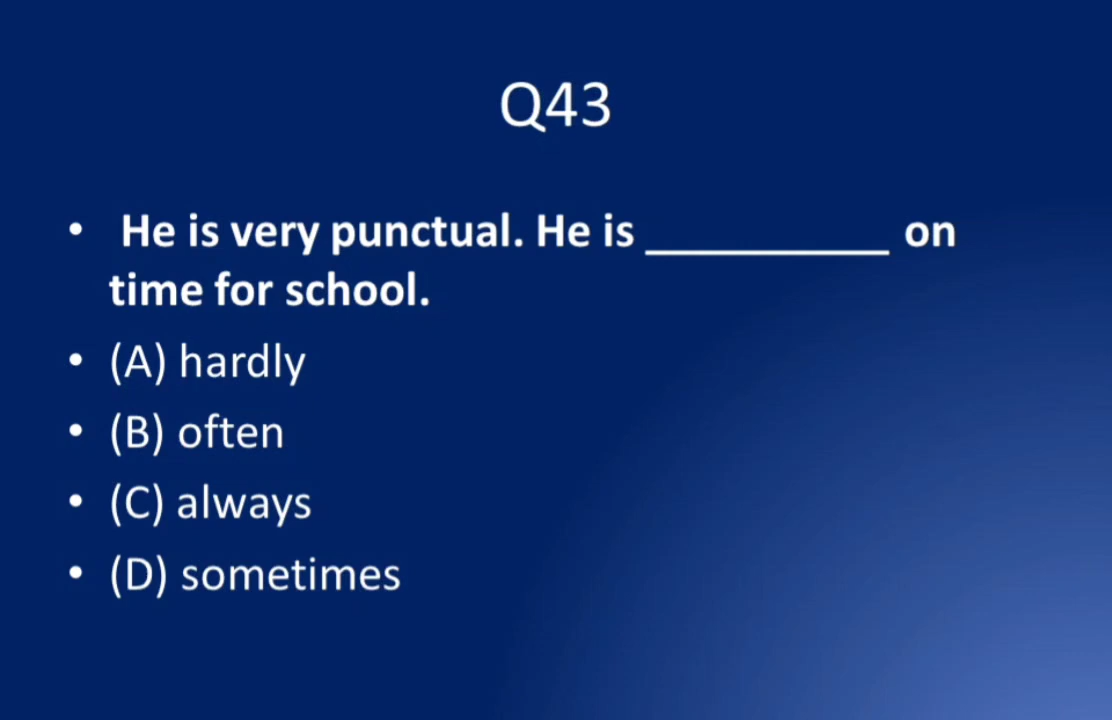 Q43
• He is very punctual. He is __________ on
time for school.
• (A) hardly
• (B) often
• (C) always
• (D) sometimes